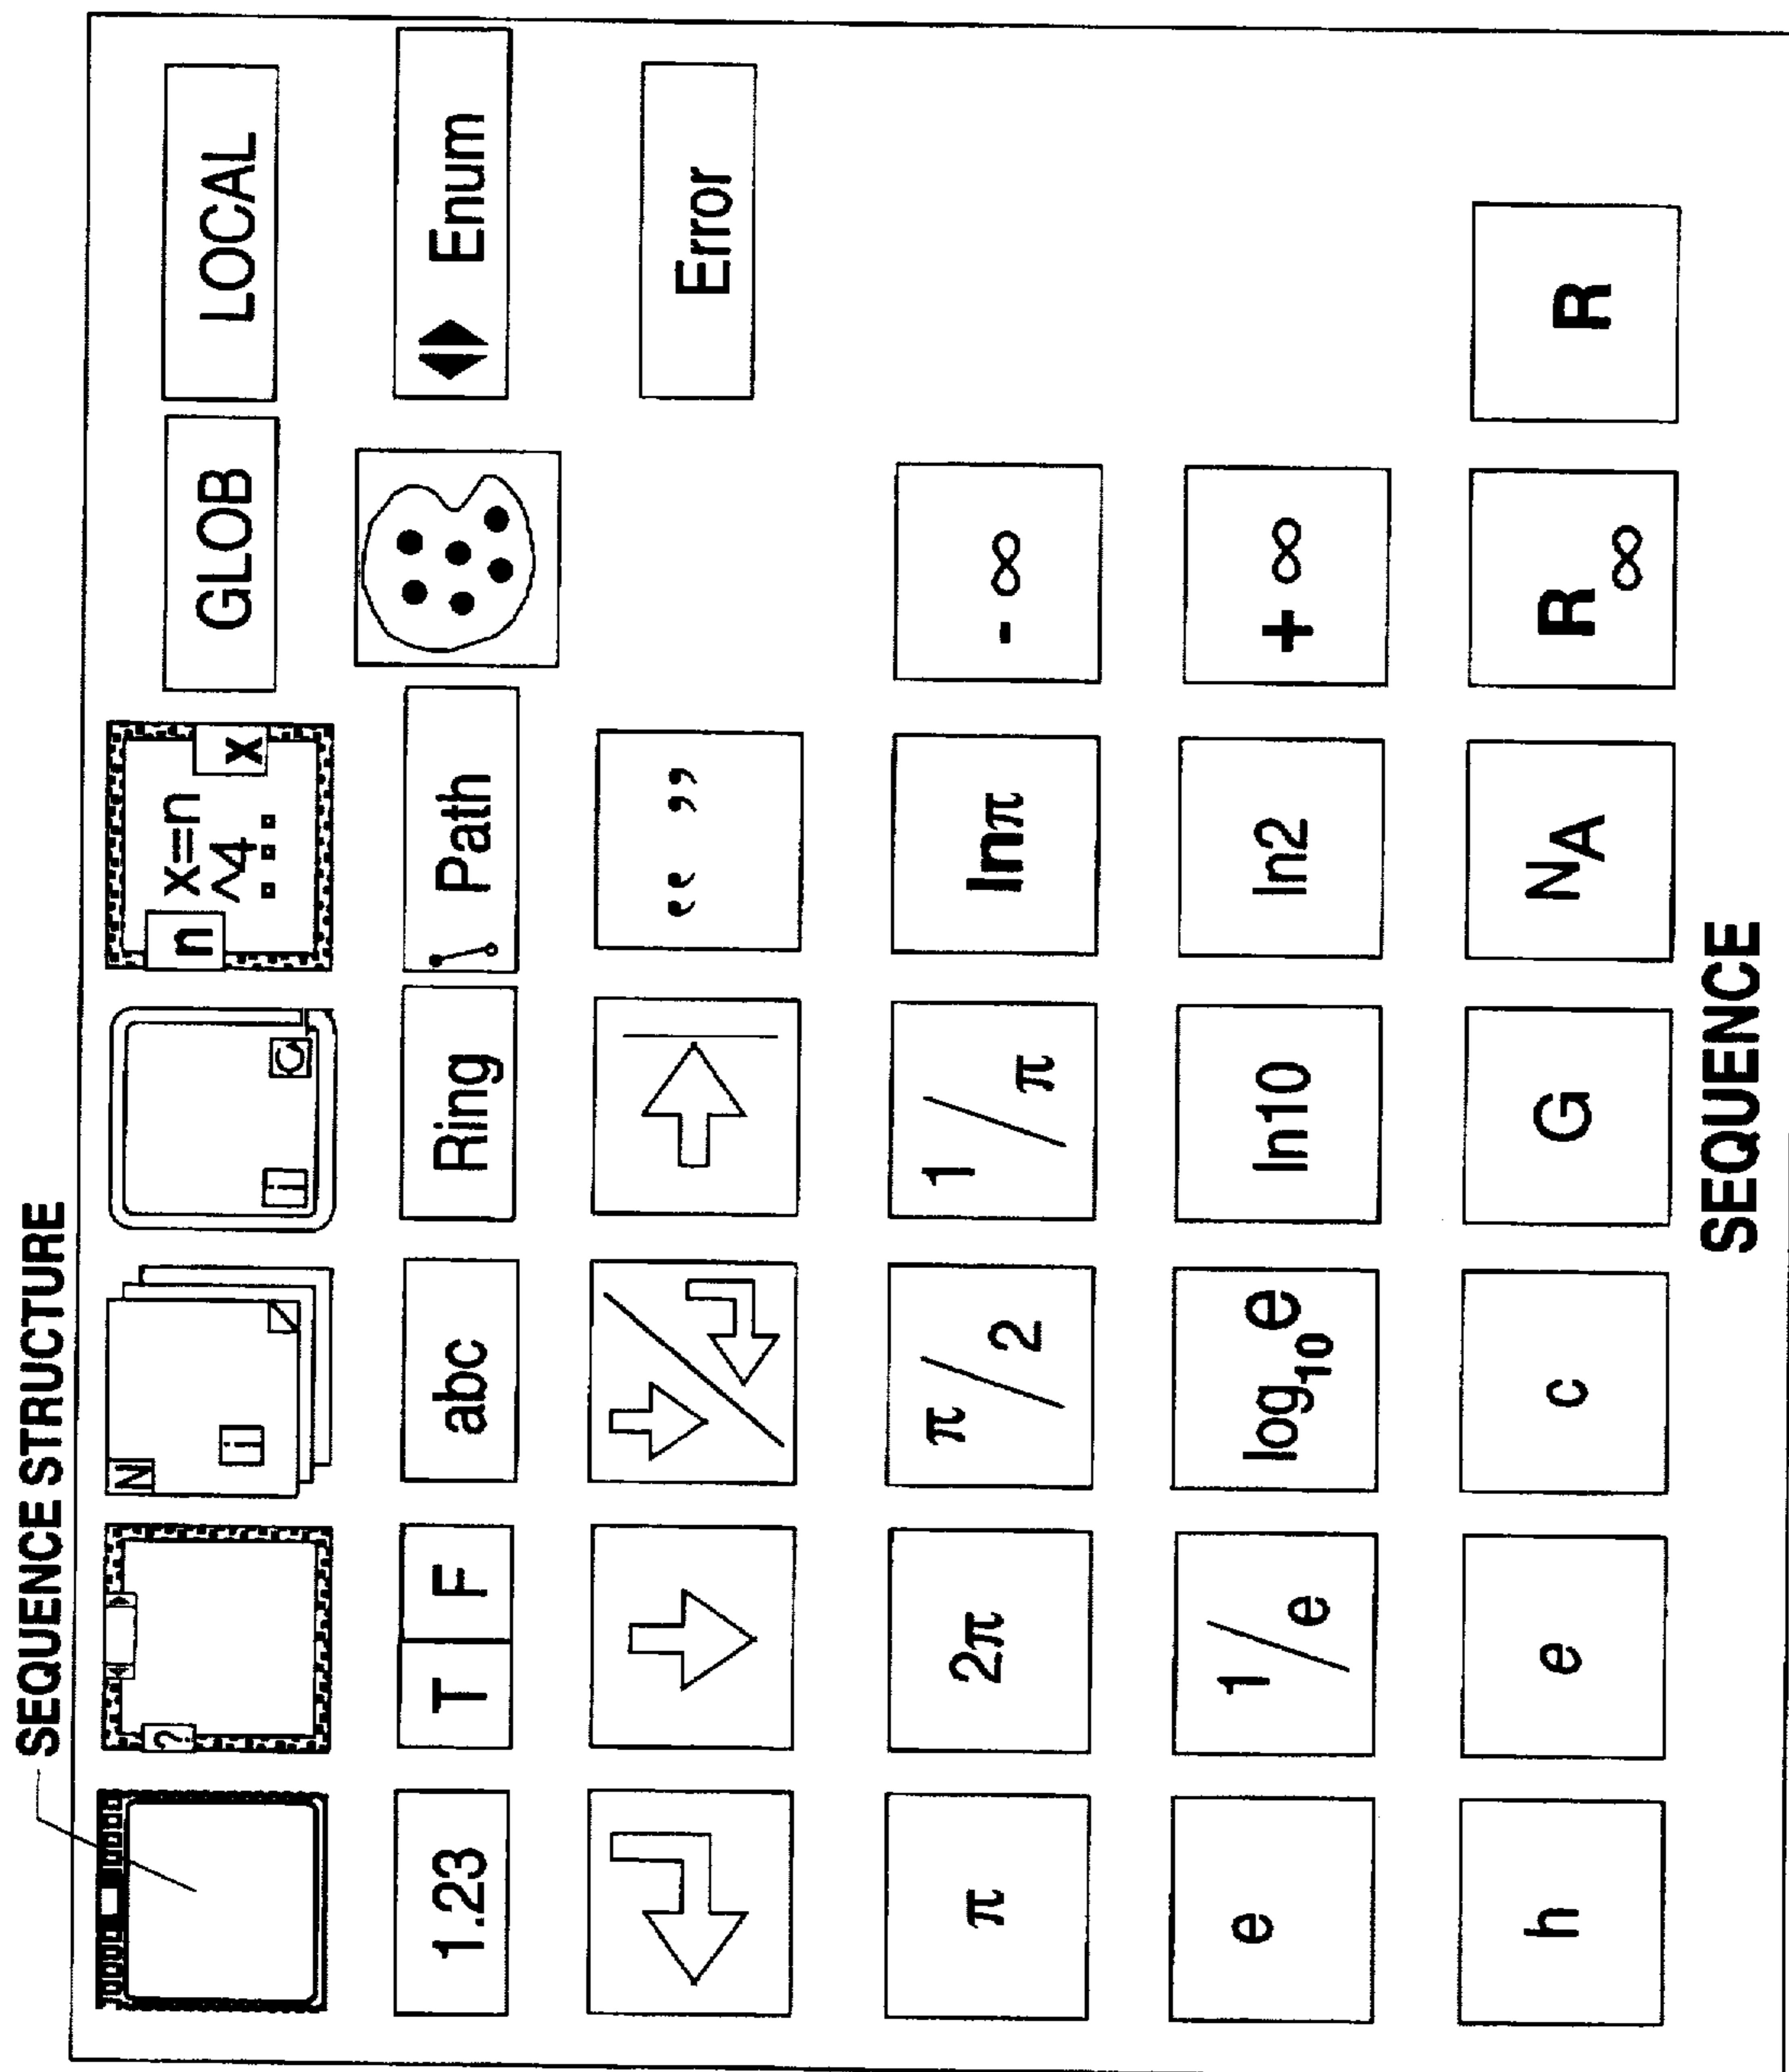 SEQUENCE STRUCTURE
?
N i
i
n x=n x
^4
GLOB
LOCAL
1.23
T F
abc
Ring
Path
Enum
“ ”
Error
π
2π
π/2
1/π
lnπ
- ∞
e
1/e
log10e
ln10
ln2
+ ∞
h
e
c
G
NA
R∞
R
SEQUENCE